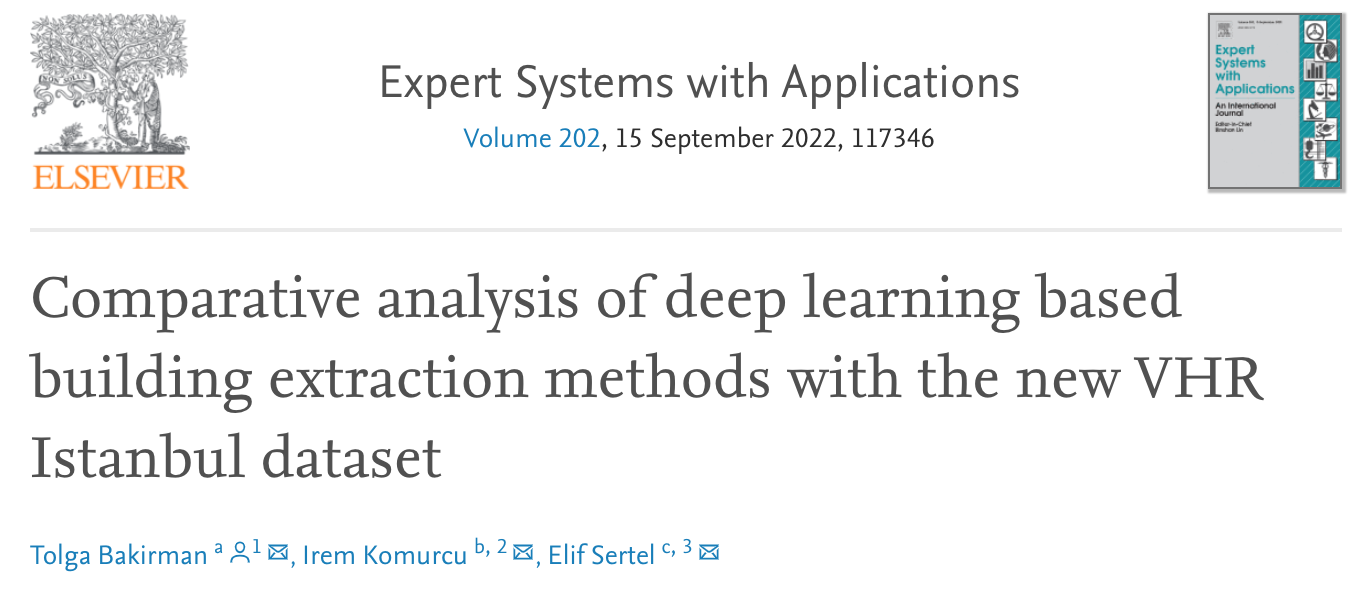 ELSEVIER
Expert Systems with Applications
Volume 202, 15 September 2022, 117346
Expert
Systems
with
Applications
An International
Journal
Editor-in-Chief
Binshan Lin
Comparative analysis of deep learning based
building extraction methods with the new VHR
Istanbul dataset
Tolga Bakirman a 1, Irem Komurcu b, 2, Elif Sertel c, 3